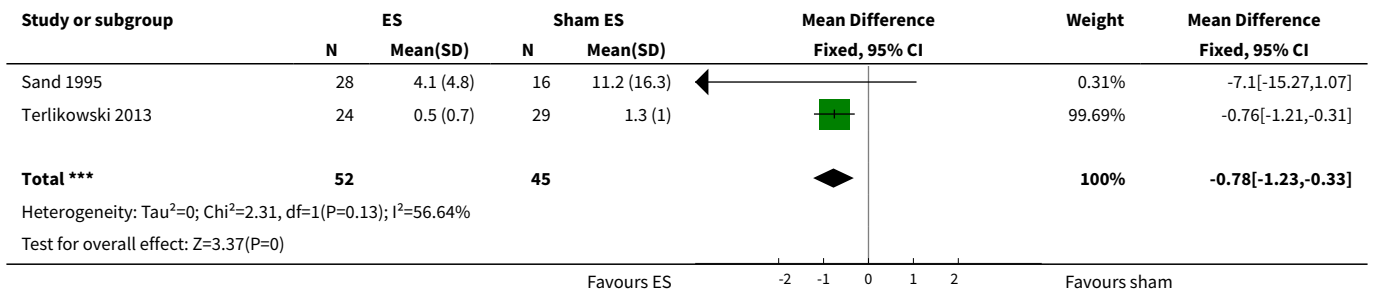 Study or subgroup ES Sham ES Mean Difference Weight Mean Difference
N Mean(SD) N Mean(SD) Fixed, 95% CI Fixed, 95% CI
Sand 1995 28 4.1 (4.8) 16 11.2 (16.3) 0.31% -7.1[-15.27,1.07]
Terlikowski 2013 24 0.5 (0.7) 29 1.3 (1) 99.69% -0.76[-1.21,-0.31]
Total *** 52 45 100% -0.78[-1.23,-0.33]
Heterogeneity: Tau²=0; Chi²=2.31, df=1(P=0.13); I²=56.64%
Test for overall effect: Z=3.37(P=0)
Favours ES -2 -1 0 1 2 Favours sham